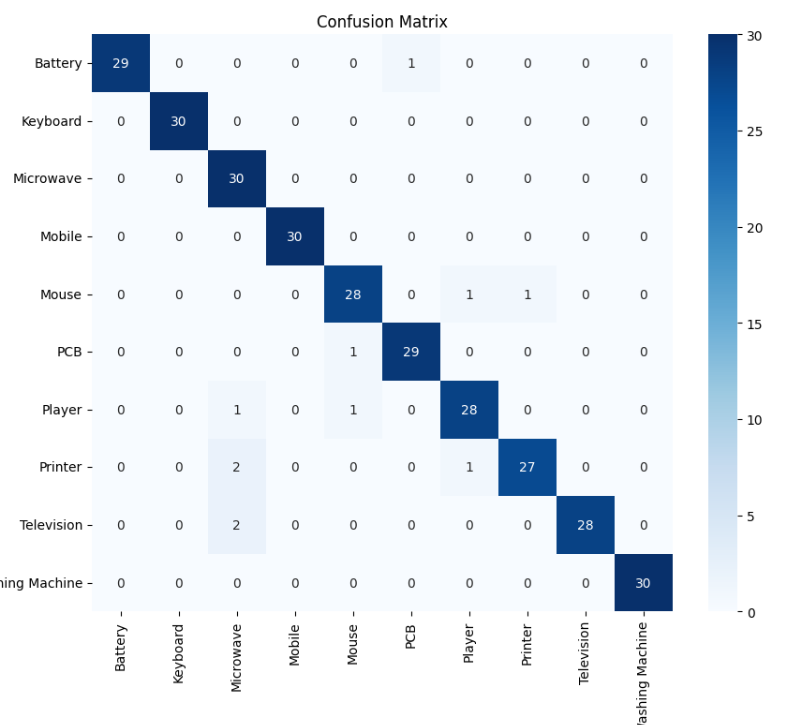 Confusion Matrix
Battery 29 0 0 0 0 1 0 0 0 0
Keyboard 0 30 0 0 0 0 0 0 0 0
Microwave 0 0 30 0 0 0 0 0 0 0
Mobile 0 0 0 30 0 0 0 0 0 0
Mouse 0 0 0 0 28 0 1 1 0 0
PCB 0 0 0 0 1 29 0 0 0 0
Player 0 0 1 0 1 0 28 0 0 0
Printer 0 0 2 0 0 0 1 27 0 0
Television 0 0 2 0 0 0 0 0 28 0
hing Machine 0 0 0 0 0 0 0 0 0 30
Battery
Keyboard
Microwave
Mobile
Mouse
PCB
Player
Printer
Television
ashing Machine
30
25
20
15
10
5
0